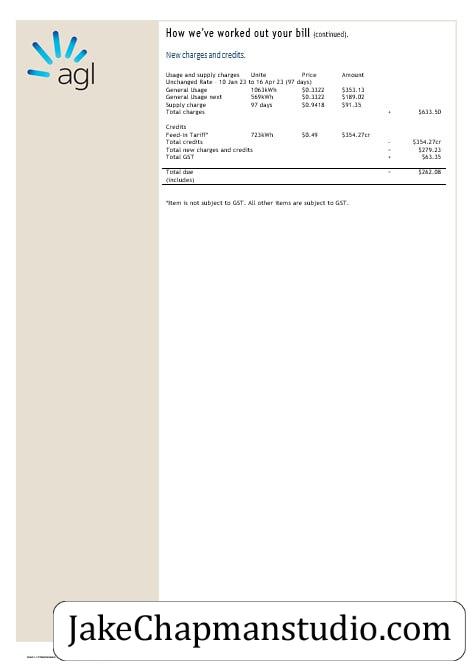 How we've worked out your bill (continued).
agl
New charges and credits.
Usage and supply charges Units Price Amount
Unchanged Rate - 10 Jan 23 to 16 Apr 23 (97 days)
General Usage 1063kWh $0.3322 $353.13
General Usage next 569kWh $0.3322 $189.02
Supply charge 97 days $0.9418 $91.35
Total charges + $633.50
Credits
Feed-in Tariff* 723kWh $0.49 $354.27cr
Total credits - $354.27cr
Total new charges and credits = $279.23
Total GST + $63.35
Total due = $262.08
(includes)
*Item is not subject to GST. All other items are subject to GST.
JakeChapmanstudio.com